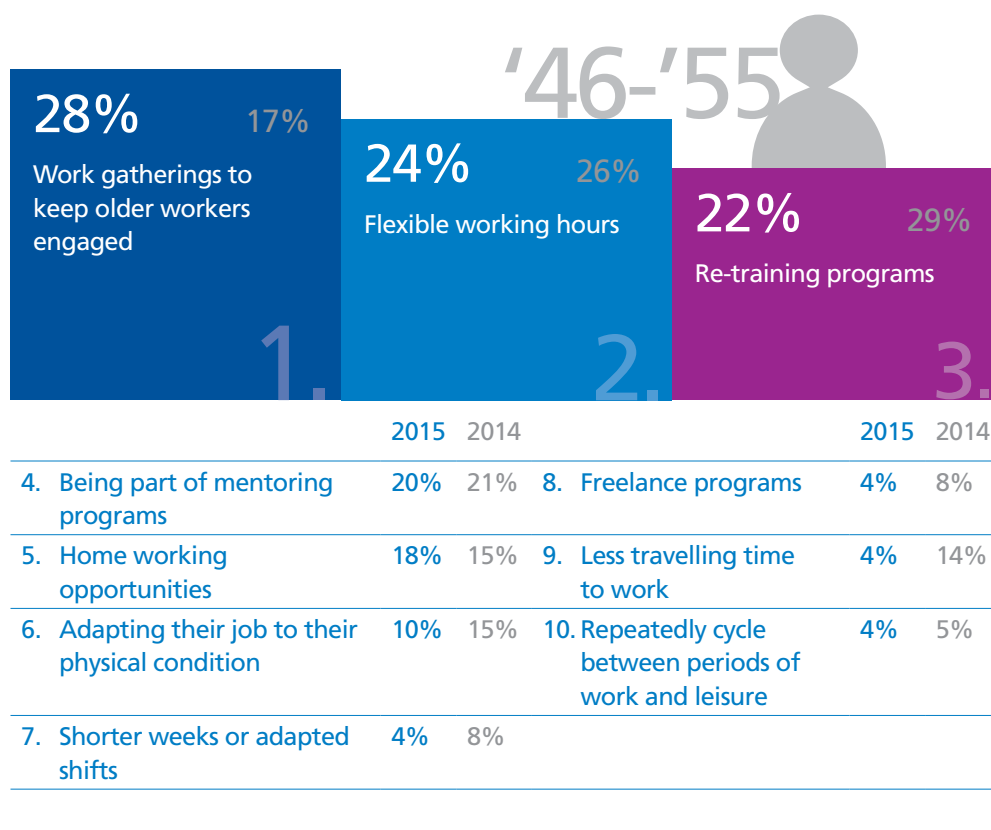 ‘46-’55
28% 17%
Work gatherings to
keep older workers
engaged
1.
24% 26%
Flexible working hours
2.
22% 29%
Re-training programs
3.
2015 2014
4. Being part of mentoring 20% 21%
programs
5. Home working 18% 15%
opportunities
6. Adapting their job to their 10% 15%
physical condition
7. Shorter weeks or adapted 4% 8%
shifts
2015 2014
8. Freelance programs 4% 8%
9. Less travelling time 4% 14%
to work
10. Repeatedly cycle 4% 5%
between periods of
work and leisure